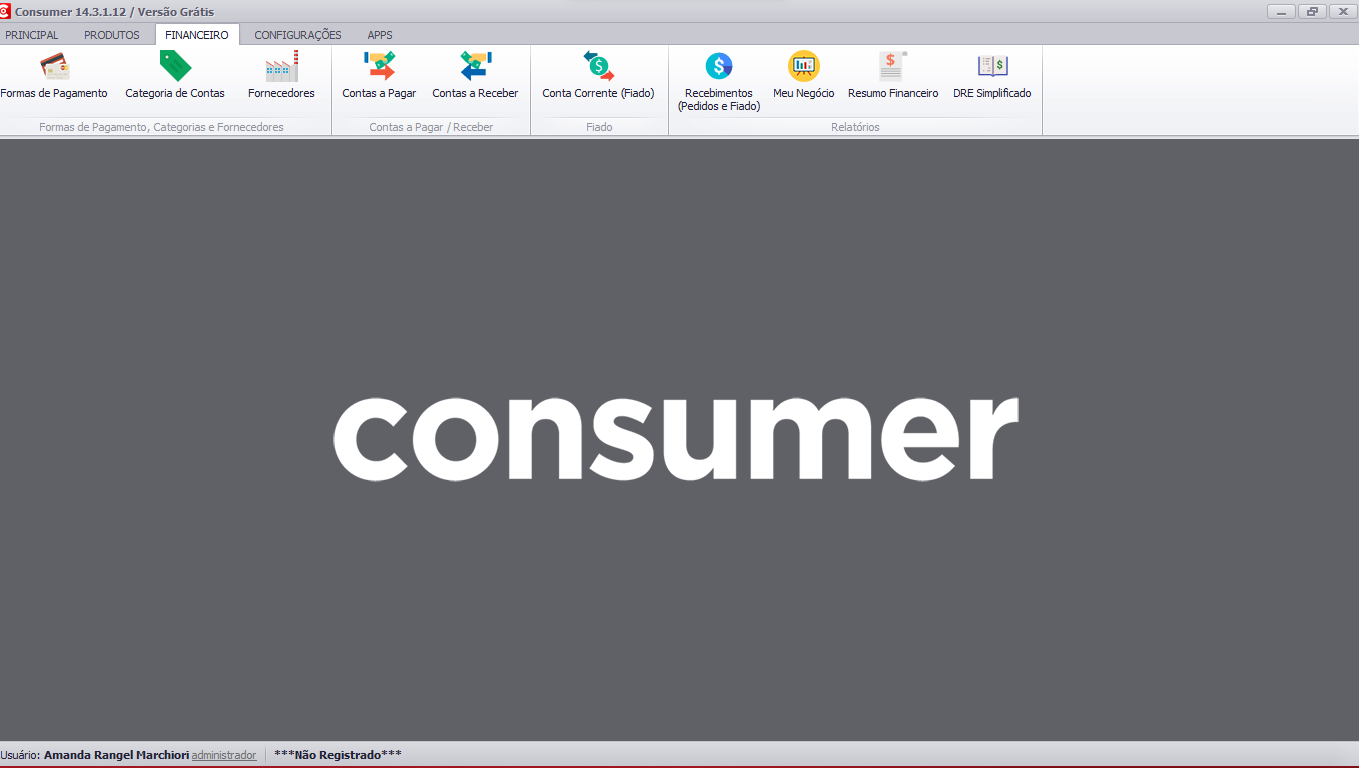 Consumer 14.3.1.12 / Versão Grátis
PRINCIPAL PRODUTOS FINANCEIRO CONFIGURAÇÕES APPS
Formas de Pagamento Categoria de Contas Fornecedores Contas a Pagar Contas a Receber Conta Corrente (Fiado) Recebimentos Meu Negócio Resumo Financeiro DRE Simplificado
(Pedidos e Fiado)
Formas de Pagamento, Categorias e Fornecedores Contas a Pagar / Receber Fiado Relatórios
consumer
Usuário: Amanda Rangel Marchiori administrador ***Não Registrado***